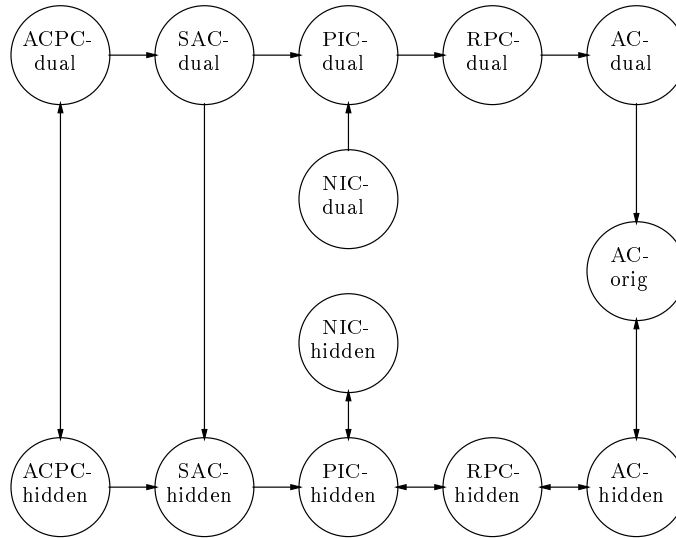 ACPC-
dual
SAC-
dual
PIC-
dual
RPC-
dual
AC-
dual
NIC-
dual
AC-
orig
NIC-
hidden
ACPC-
hidden
SAC-
hidden
PIC-
hidden
RPC-
hidden
AC-
hidden